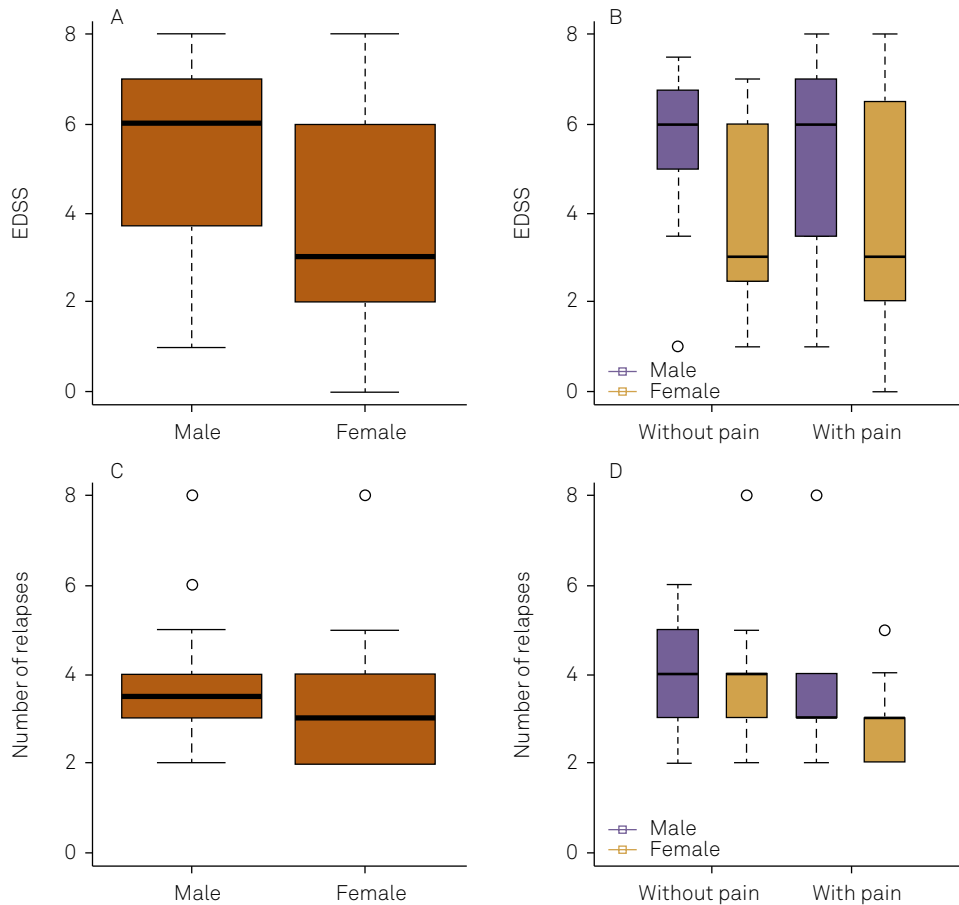 A
8
6
4
2
0
EDSS
Male Female
B
8
6
4
2
0
EDSS
Male
Female
Without pain With pain
C
8
6
4
2
0
Number of relapses
Male Female
D
8
6
4
2
0
Number of relapses
Male
Female
Without pain With pain